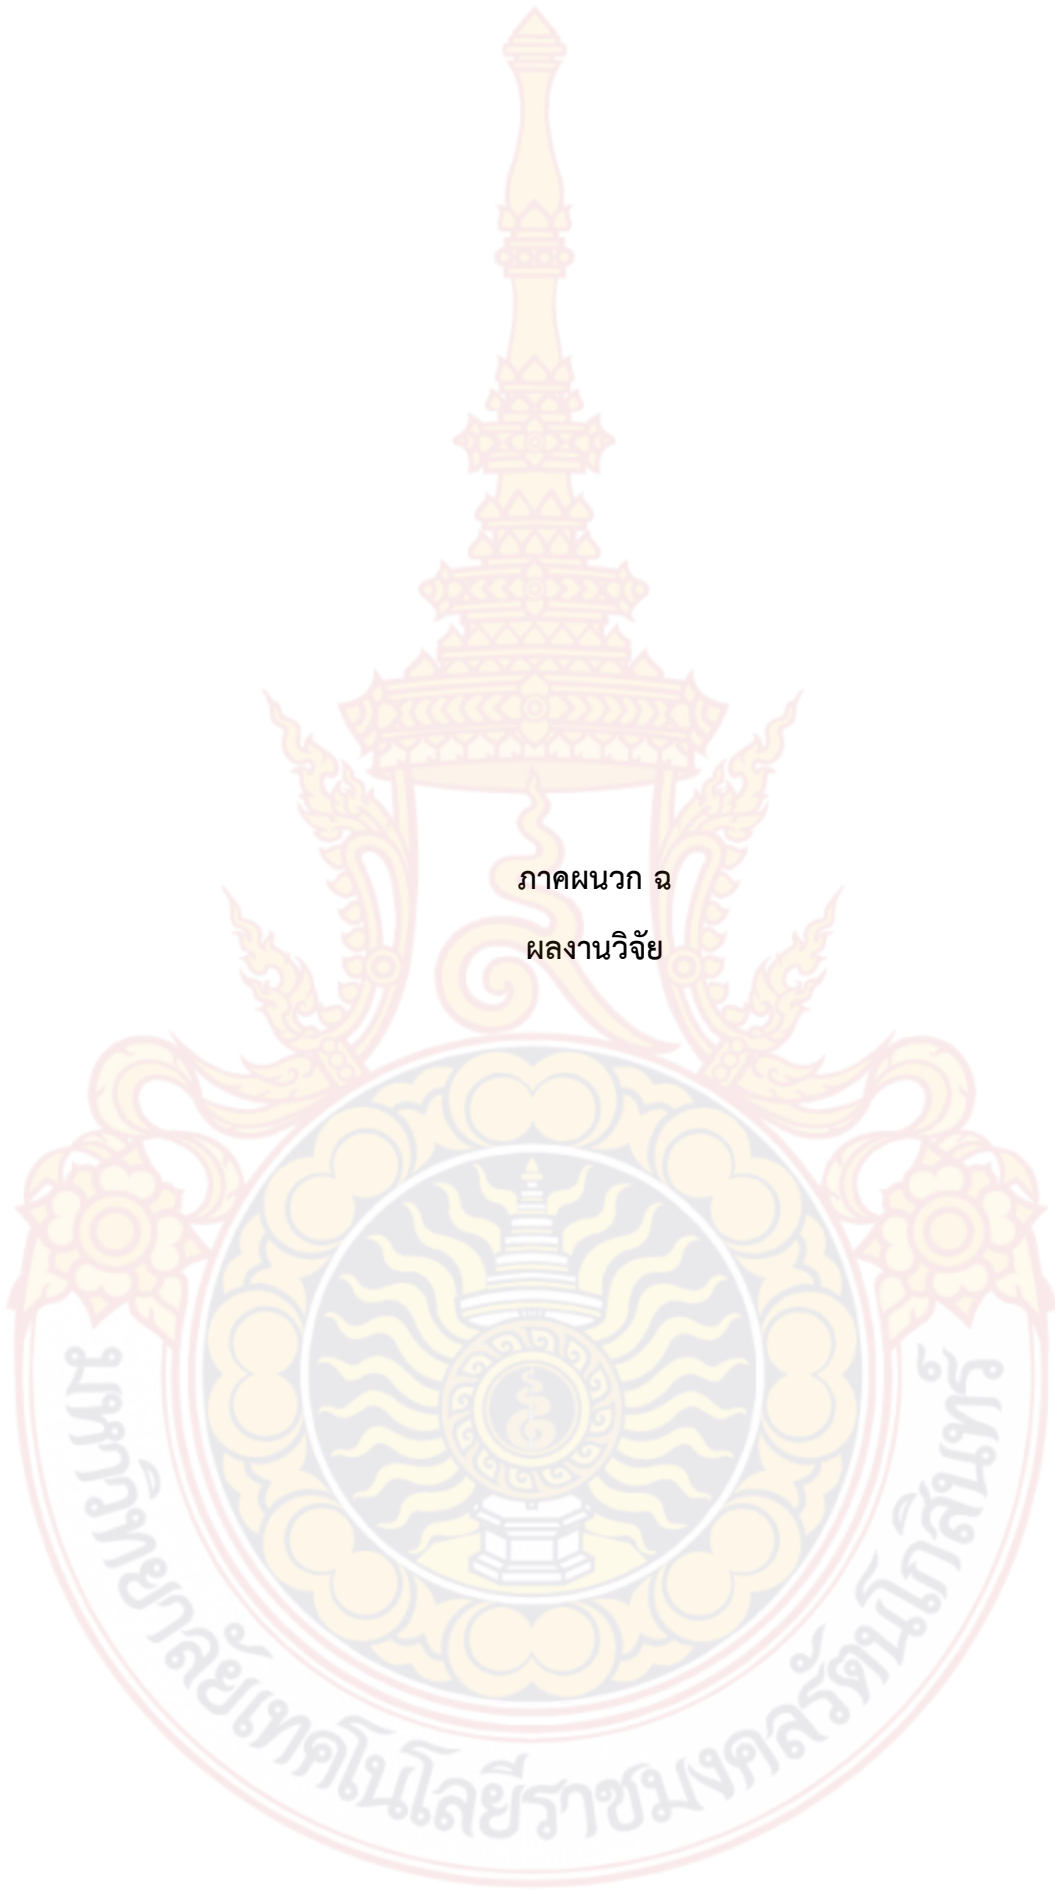 ภาคผนวก ฉ
ผลงานวิจัย
มหาวิทยาลัยเทคโนโลยีราชมงคลรัตนโกสินทร์